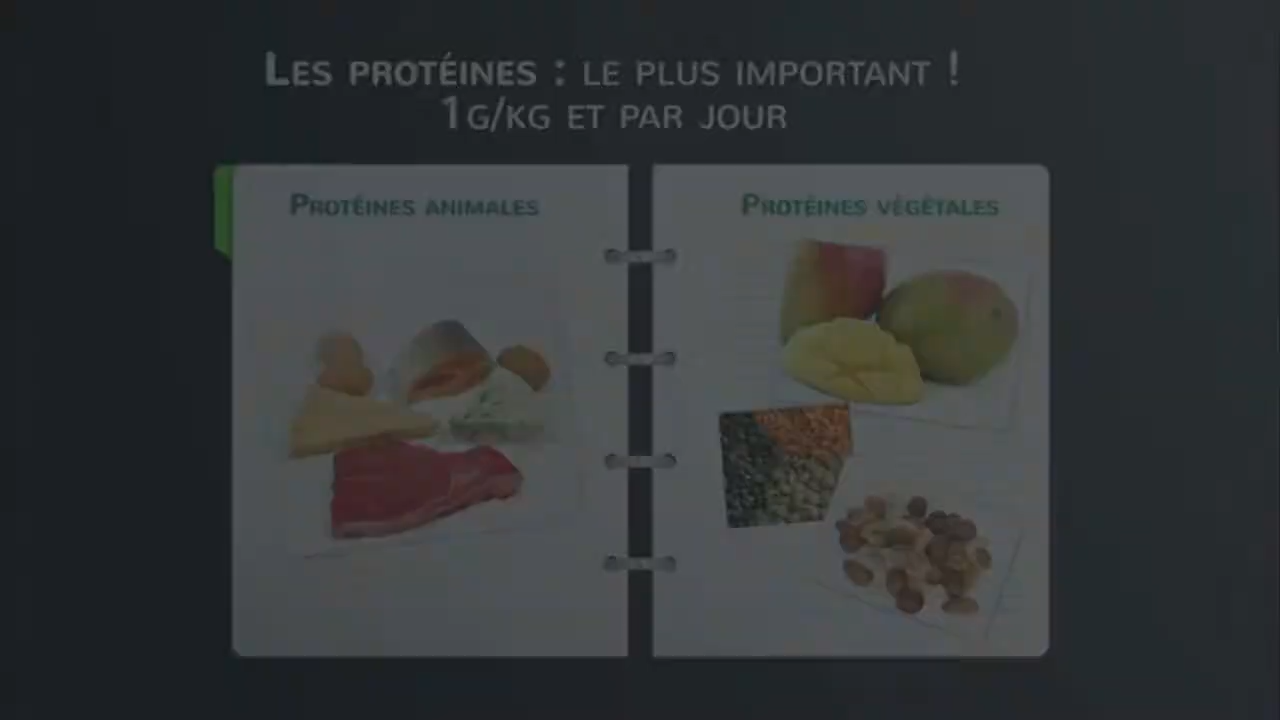 Les protéines : le plus important !
1g/kg et par jour
Protéines animales
Protéines végétales